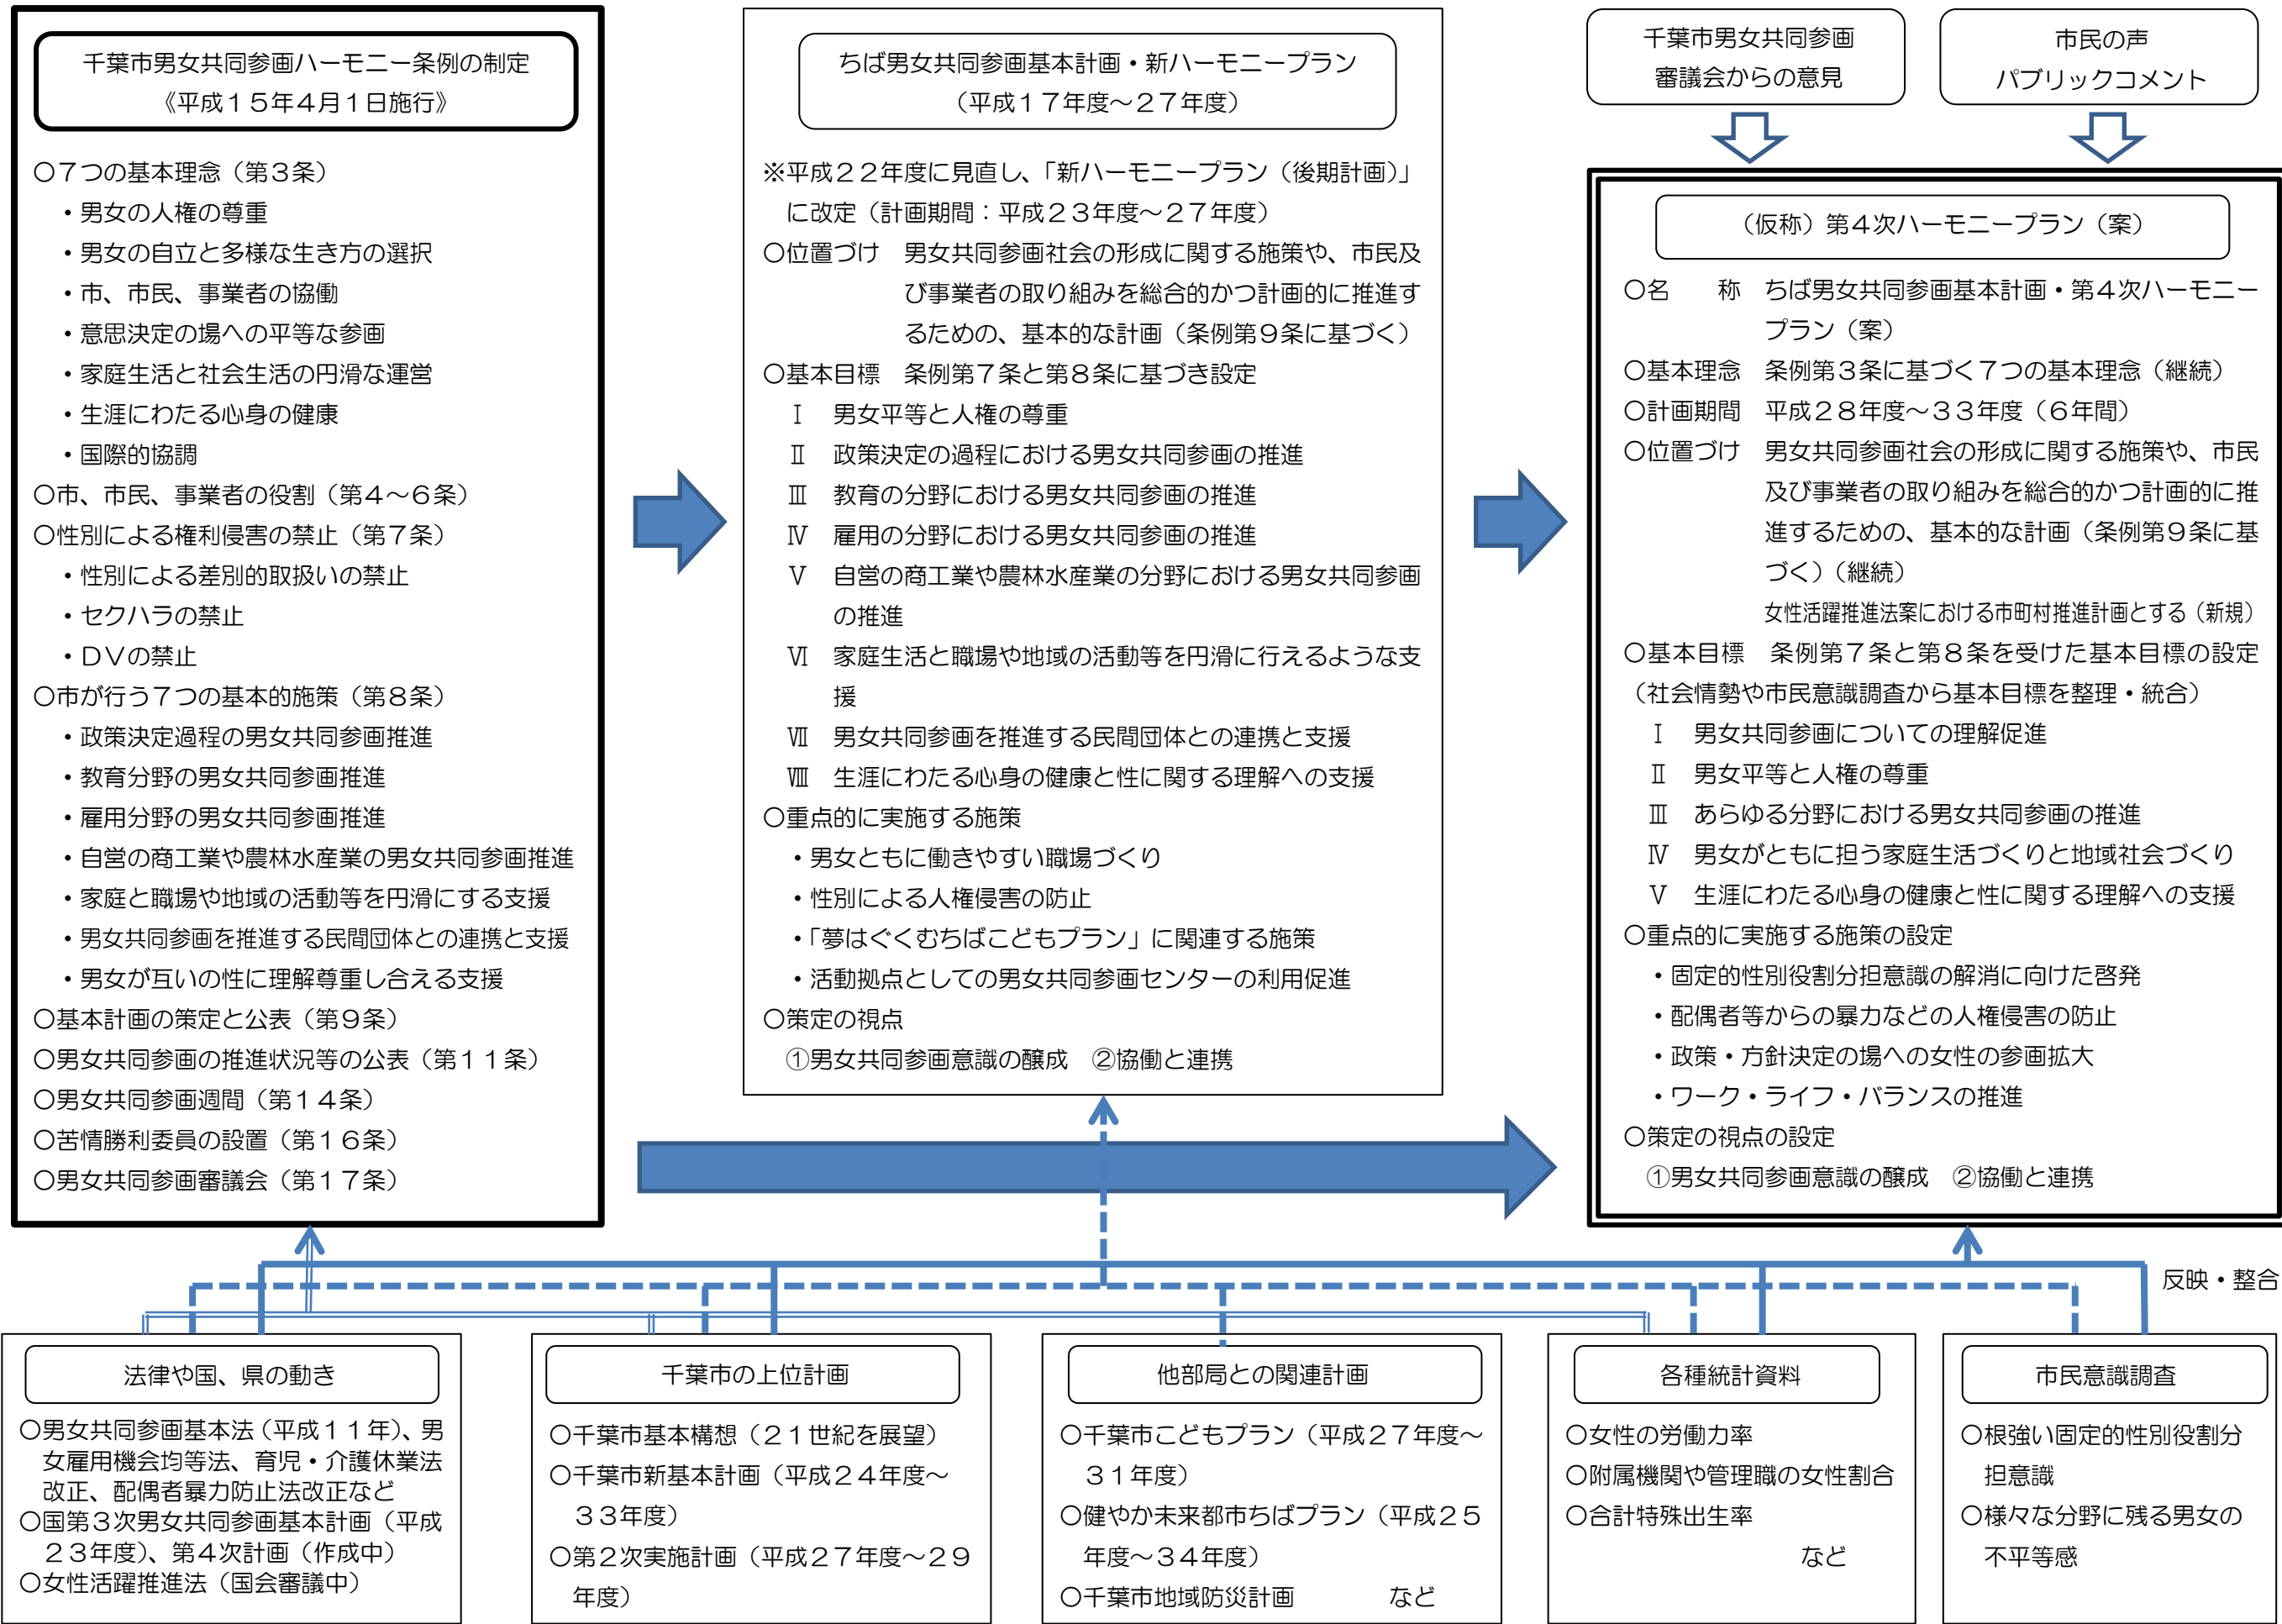 千葉市男女共同参画ハーモニー条例の制定
《平成１５年４月１日施行》
〇７つの基本理念（第３条）
・男女の人権の尊重
・男女の自立と多様な生き方の選択
・市、市民、事業者の協働
・意思決定の場への平等な参画
・家庭生活と社会生活の円滑な運営
・生涯にわたる心身の健康
・国際的協調
〇市、市民、事業者の役割（第４～６条）
〇性別による権利侵害の禁止（第７条）
・性別による差別的取扱いの禁止
・セクハラの禁止
・ＤＶの禁止
〇市が行う７つの基本的施策（第８条）
・政策決定過程の男女共同参画推進
・教育分野の男女共同参画推進
・雇用分野の男女共同参画推進
・自営の商工業や農林水産業の男女共同参画推進
・家庭と職場や地域の活動等を円滑にする支援
・男女共同参画を推進する民間団体との連携と支援
・男女が互いの性に理解尊重し合える支援
〇基本計画の策定と公表（第９条）
〇男女共同参画の推進状況等の公表（第１１条）
〇男女共同参画週間（第１４条）
〇苦情勝利委員の設置（第１６条）
〇男女共同参画審議会（第１７条）
ちば男女共同参画基本計画・新ハーモニープラン
（平成１７年度～２７年度）
※平成２２年度に見直し、「新ハーモニープラン（後期計画）」
に改定（計画期間：平成２３年度～２７年度）
〇位置づけ　男女共同参画社会の形成に関する施策や、市民及
び事業者の取り組みを総合的かつ計画的に推進す
るための、基本的な計画（条例第９条に基づく）
〇基本目標　条例第７条と第８条に基づき設定
Ⅰ　男女平等と人権の尊重
Ⅱ　政策決定の過程における男女共同参画の推進
Ⅲ　教育の分野における男女共同参画の推進
Ⅳ　雇用の分野における男女共同参画の推進
Ⅴ　自営の商工業や農林水産業の分野における男女共同参画
の推進
Ⅵ　家庭生活と職場や地域の活動等を円滑に行えるような支
援
Ⅶ　男女共同参画を推進する民間団体との連携と支援
Ⅷ　生涯にわたる心身の健康と性に関する理解への支援
〇重点的に実施する施策
・男女ともに働きやすい職場づくり
・性別による人権侵害の防止
・「夢はぐくむちばこどもプラン」に関連する施策
・活動拠点としての男女共同参画センターの利用促進
〇策定の視点
①男女共同参画意識の醸成　②協働と連携
千葉市男女共同参画
審議会からの意見
市民の声
パブリックコメント
（仮称）第４次ハーモニープラン（案）
〇名　　称　ちば男女共同参画基本計画・第４次ハーモニー
プラン（案）
〇基本理念　条例第３条に基づく７つの基本理念（継続）
〇計画期間　平成２８年度～３３年度（６年間）
〇位置づけ　男女共同参画社会の形成に関する施策や、市民
及び事業者の取り組みを総合的かつ計画的に推
進するための、基本的な計画（条例第９条に基
づく）（継続）
女性活躍推進法案における市町村推進計画とする（新規）
〇基本目標　条例第７条と第８条を受けた基本目標の設定
（社会情勢や市民意識調査から基本目標を整理・統合）
Ⅰ　男女共同参画についての理解促進
Ⅱ　男女平等と人権の尊重
Ⅲ　あらゆる分野における男女共同参画の推進
Ⅳ　男女がともに担う家庭生活づくりと地域社会づくり
Ⅴ　生涯にわたる心身の健康と性に関する理解への支援
〇重点的に実施する施策の設定
・固定的性別役割分担意識の解消に向けた啓発
・配偶者等からの暴力などの人権侵害の防止
・政策・方針決定の場への女性の参画拡大
・ワーク・ライフ・バランスの推進
〇策定の視点の設定
①男女共同参画意識の醸成　②協働と連携
反映・整合
法律や国、県の動き
〇男女共同参画基本法（平成１１年）、男
女雇用機会均等法、育児・介護休業法
改正、配偶者暴力防止法改正など
〇国第３次男女共同参画基本計画（平成
２３年度）、第４次計画（作成中）
〇女性活躍推進法（国会審議中）
千葉市の上位計画
〇千葉市基本構想（２１世紀を展望）
〇千葉市新基本計画（平成２４年度～
３３年度）
〇第２次実施計画（平成２７年度～２９
年度）
他部局との関連計画
〇千葉市こどもプラン（平成２７年度～
３１年度）
〇健やか未来都市ちばプラン（平成２５
年度～３４年度）
〇千葉市地域防災計画　　　　など
各種統計資料
〇女性の労働力率
〇附属機関や管理職の女性割合
〇合計特殊出生率
など
市民意識調査
〇根強い固定的性別役割分
担意識
〇様々な分野に残る男女の
不平等感